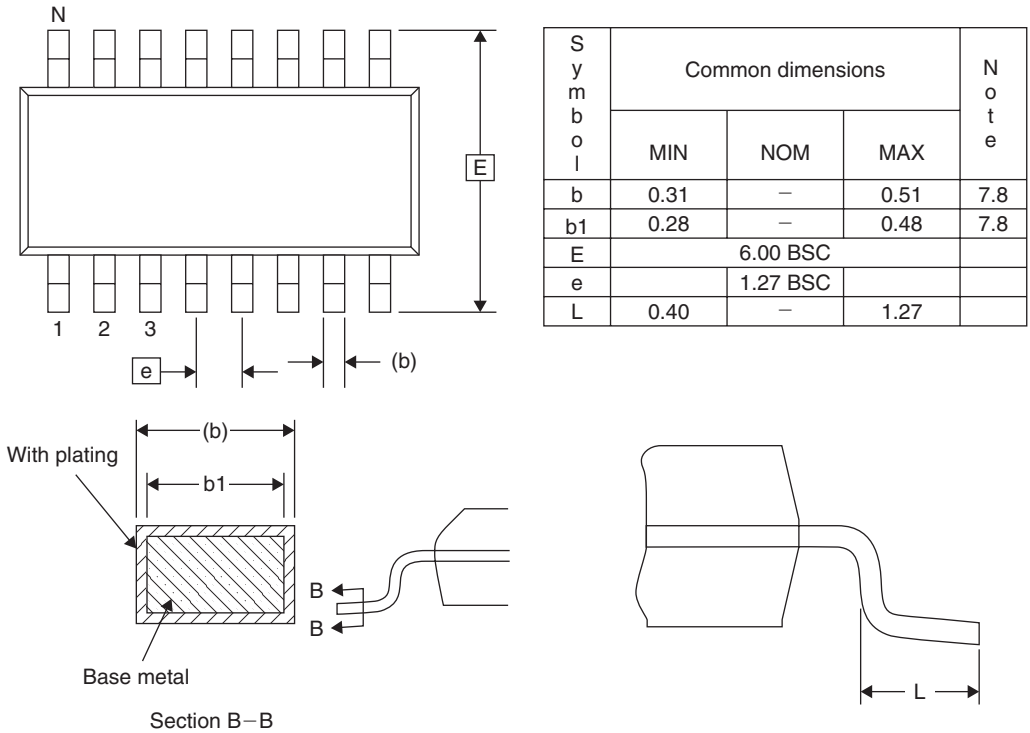 N
E
1 2 3
e
(b)
Symbol Common dimensions Note
MIN NOM MAX
b 0.31 − 0.51 7.8
b1 0.28 − 0.48 7.8
E 6.00 BSC
e 1.27 BSC
L 0.40 − 1.27
(b)
With plating
b1
B
B
Base metal
Section B−B
L